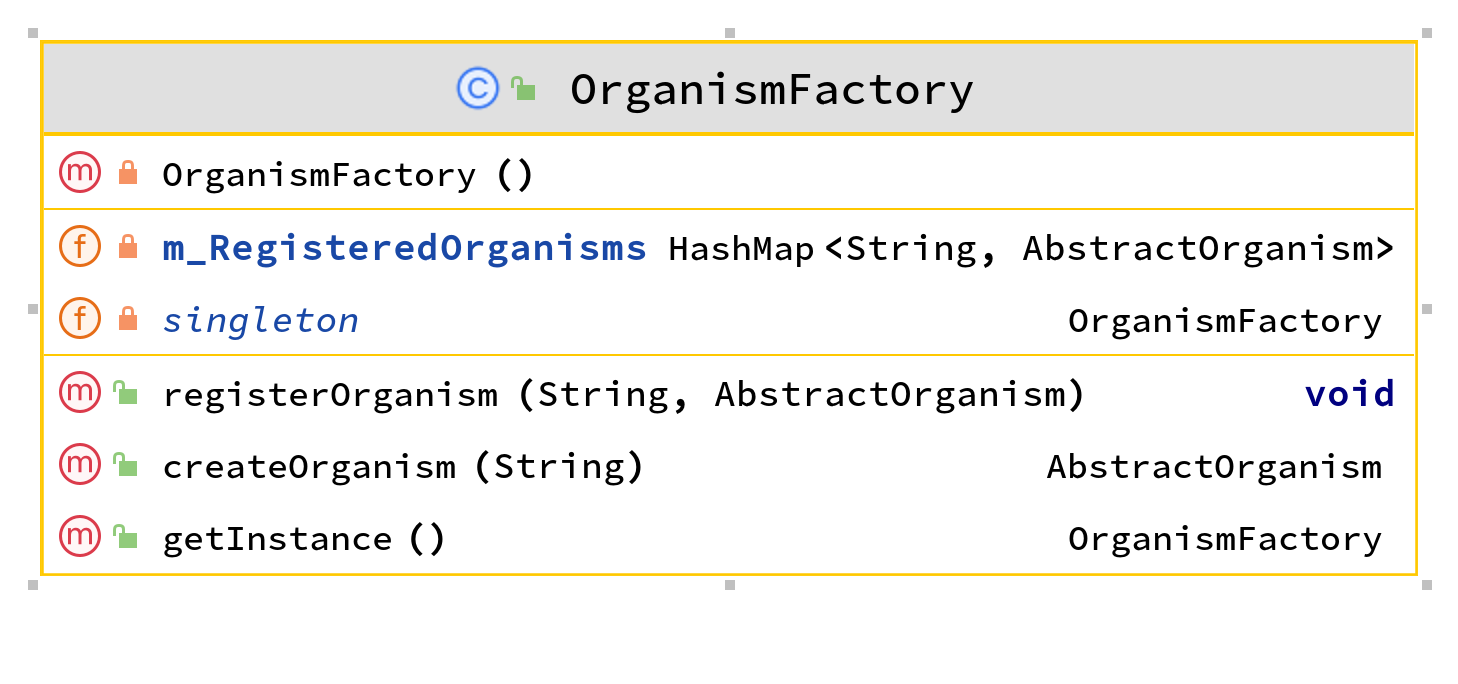 C OrganismFactory
m OrganismFactory ()
f m_RegisteredOrganisms HashMap <String, AbstractOrganism>
f singleton OrganismFactory
m registerOrganism (String, AbstractOrganism) void
m createOrganism (String) AbstractOrganism
m getInstance () OrganismFactory